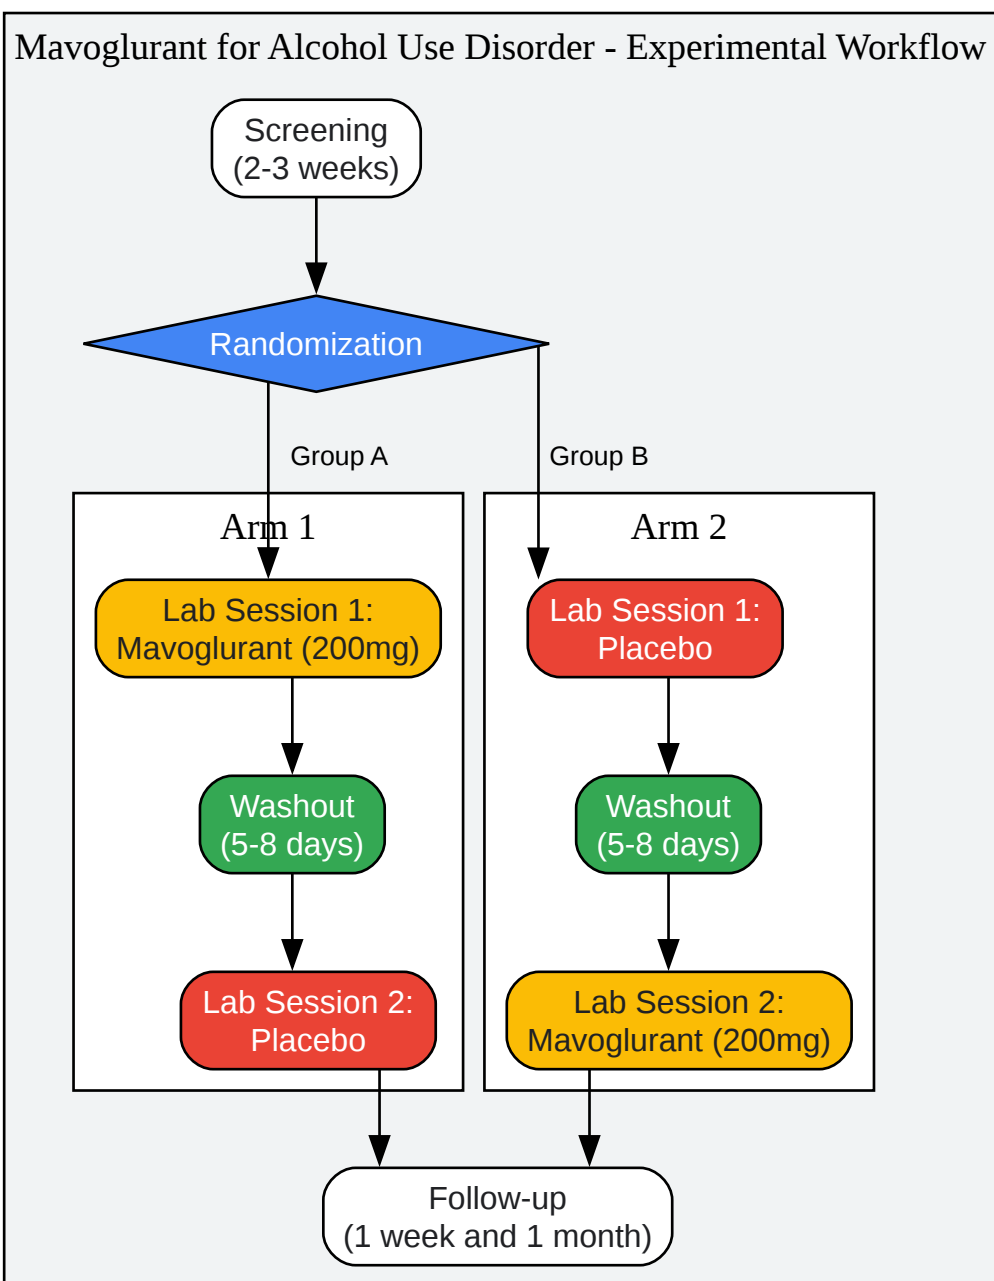 Mavoglurant for Alcohol Use Disorder - Experimental Workflow
Screening
(2-3 weeks)
Randomization
Group A
Group B
Arm 1
Lab Session 1:
Mavoglurant (200mg)
Washout
(5-8 days)
Lab Session 2:
Placebo
Arm 2
Lab Session 1:
Placebo
Washout
(5-8 days)
Lab Session 2:
Mavoglurant (200mg)
Follow-up
(1 week and 1 month)